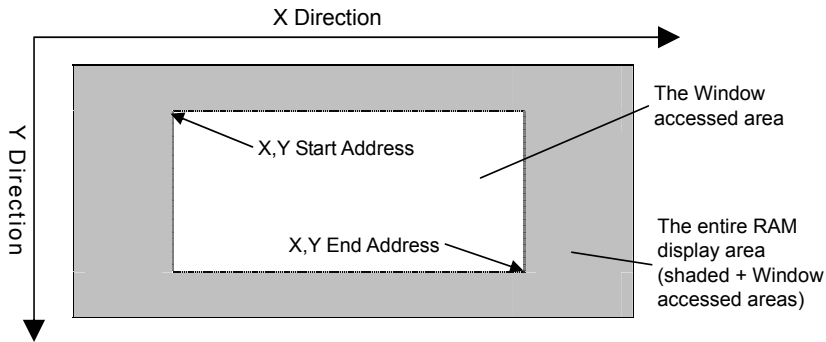 X Direction
Y Direction
The Window
accessed area
X,Y Start Address
X,Y End Address
The entire RAM
display area
(shaded + Window
accessed areas)